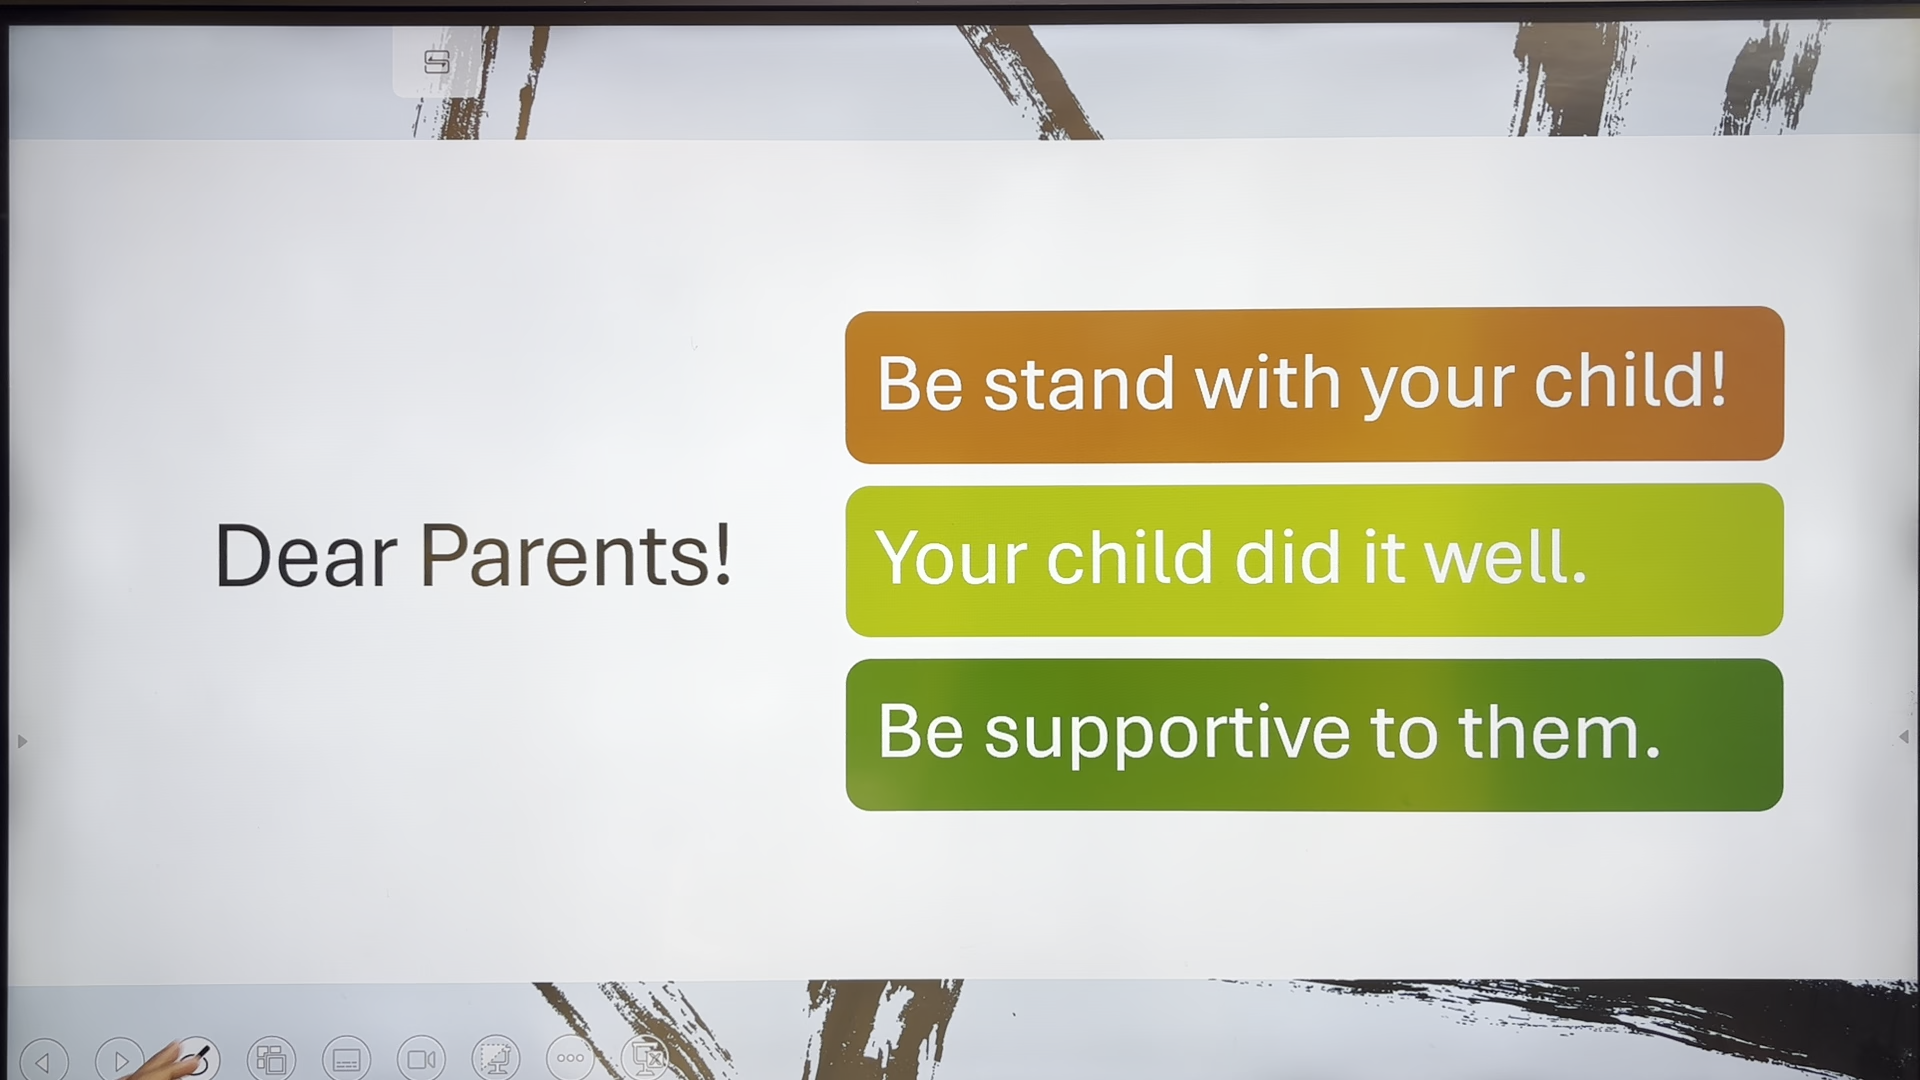 Dear Parents!
Be stand with your child!
Your child did it well.
Be supportive to them.